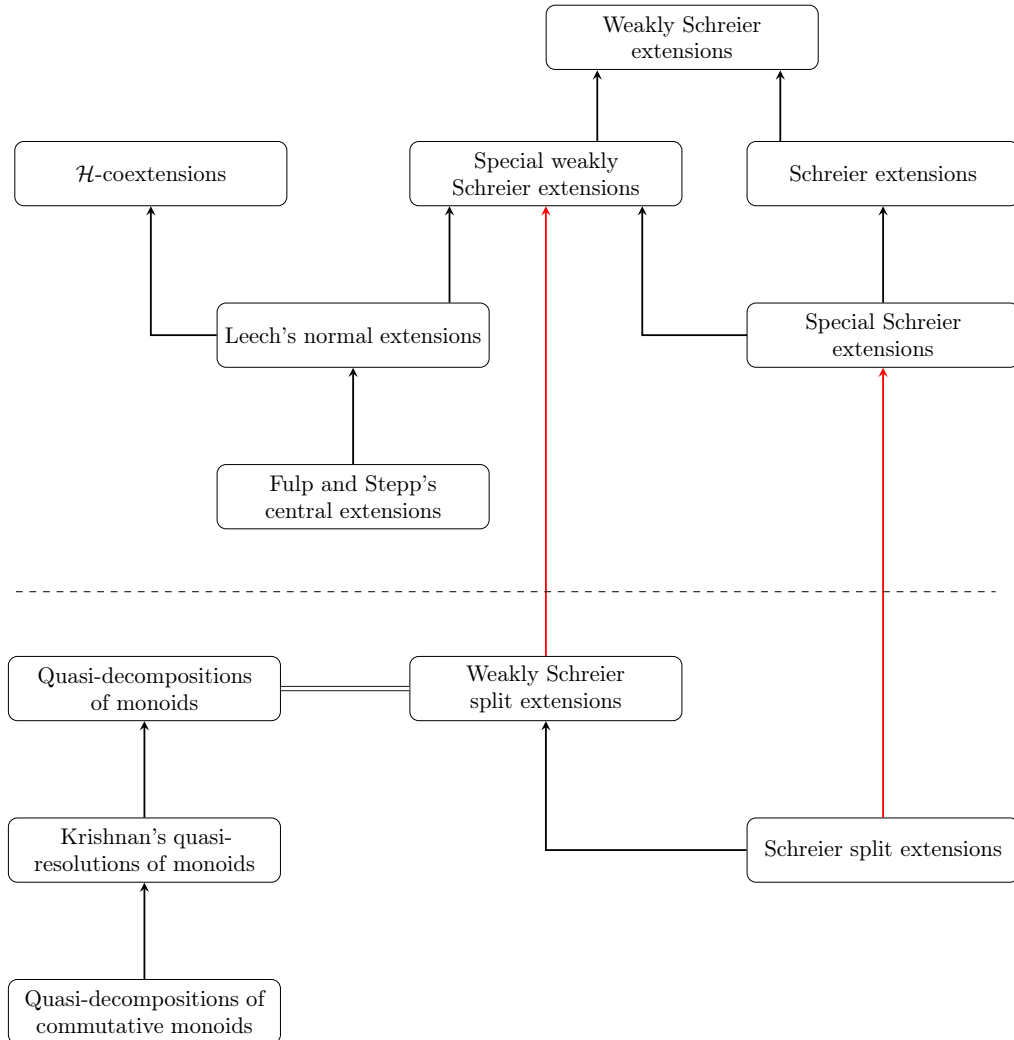 Weakly Schreier
extensions
$\mathcal{H}$-coextensions
Special weakly
Schreier extensions
Schreier extensions
Leech's normal extensions
Special Schreier
extensions
Fulp and Stepp's
central extensions
Quasi-decompositions
of monoids
Weakly Schreier
split extensions
Krishnan's quasi-
resolutions of monoids
Schreier split extensions
Quasi-decompositions of
commutative monoids